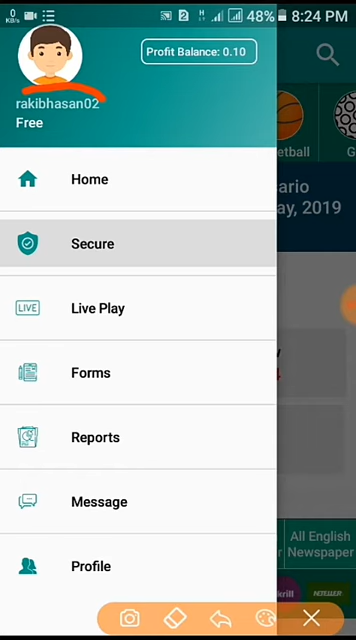 0
KB/s
2
H
48%
8:24 PM
Profit Balance: 0.10
rakibhasan02
Free
etball
G
ario
ay, 2019
Home
Secure
LIVE
Live Play
Forms
Reports
Message
Profile
All English
r Newspaper
krill